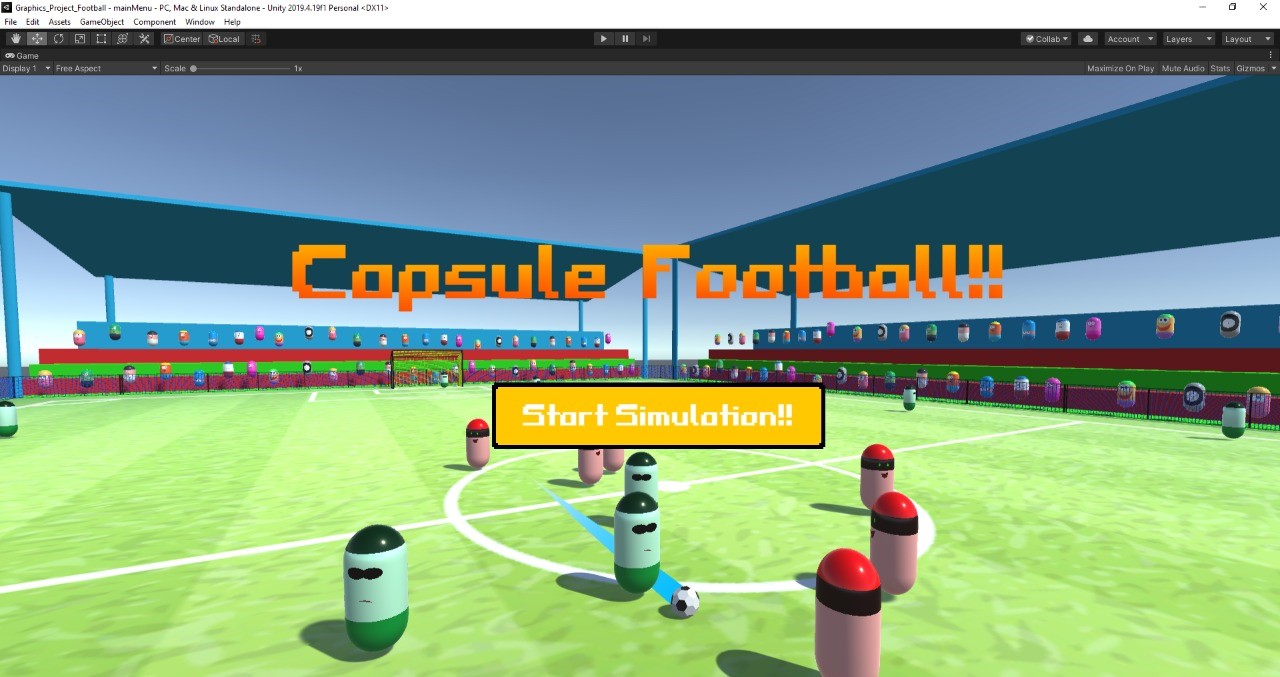 Graphics_Project_Football - mainMenu - PC, Mac & Linux Standalone - Unity 2019.4.19f1 Personal <DX11>
File Edit Assets GameObject Component Window Help
Center Local Collab Account Layers Layout
Game
Display 1 Free Aspect Scale 1x Maximize On Play Mute Audio Stats Gizmos
Capsule Football!!
Start Simulation!!